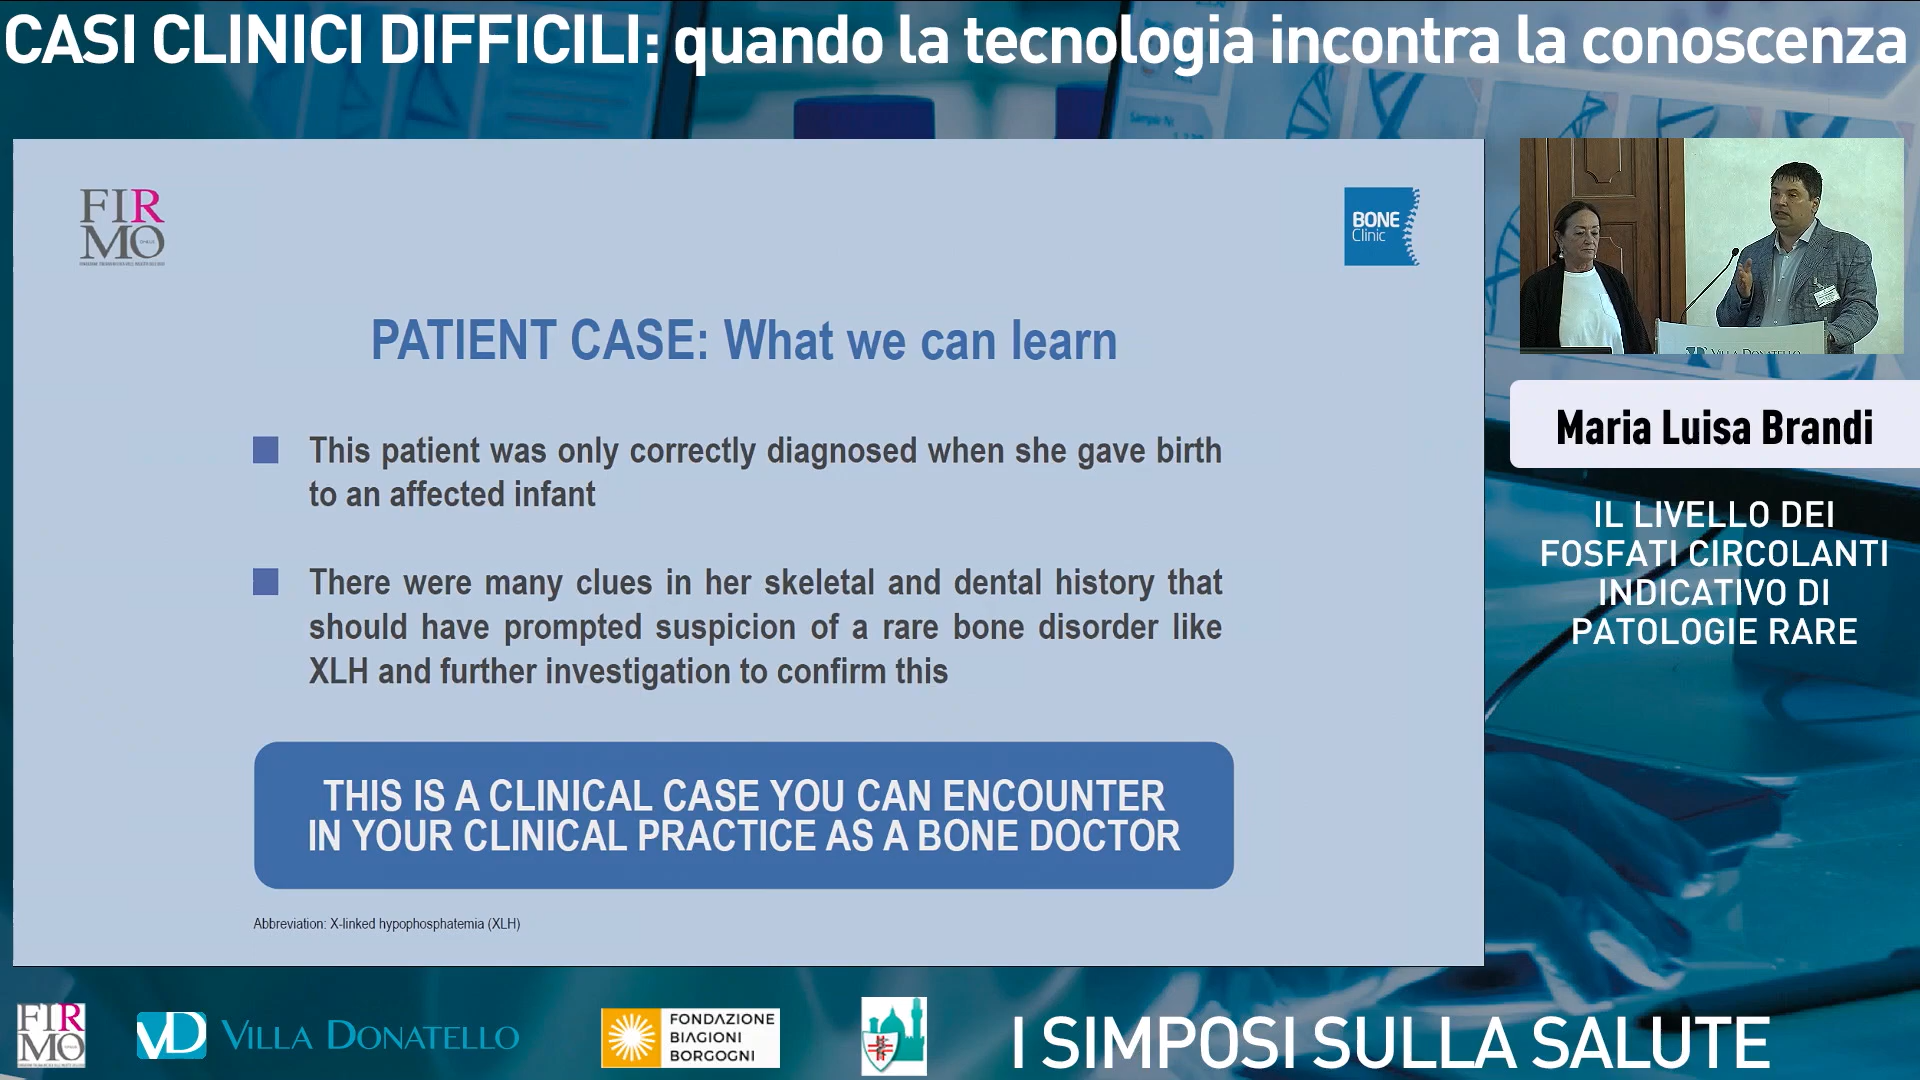 CASI CLINICI DIFFICILI: quando la tecnologia incontra la conoscenza
FIR
MO
BONE
Clinic
PATIENT CASE: What we can learn
This patient was only correctly diagnosed when she gave birth
to an affected infant
There were many clues in her skeletal and dental history that
should have prompted suspicion of a rare bone disorder like
XLH and further investigation to confirm this
THIS IS A CLINICAL CASE YOU CAN ENCOUNTER
IN YOUR CLINICAL PRACTICE AS A BONE DOCTOR
Abbreviation: X-linked hypophosphatemia (XLH)
VILLA DONATELLO
Maria Luisa Brandi
IL LIVELLO DEI
FOSFATI CIRCOLANTI
INDICATIVO DI
PATOLOGIE RARE
FIR
MO
VD VILLA DONATELLO
FONDAZIONE
BIAGIONI
BORGOGNI
I SIMPOSI SULLA SALUTE